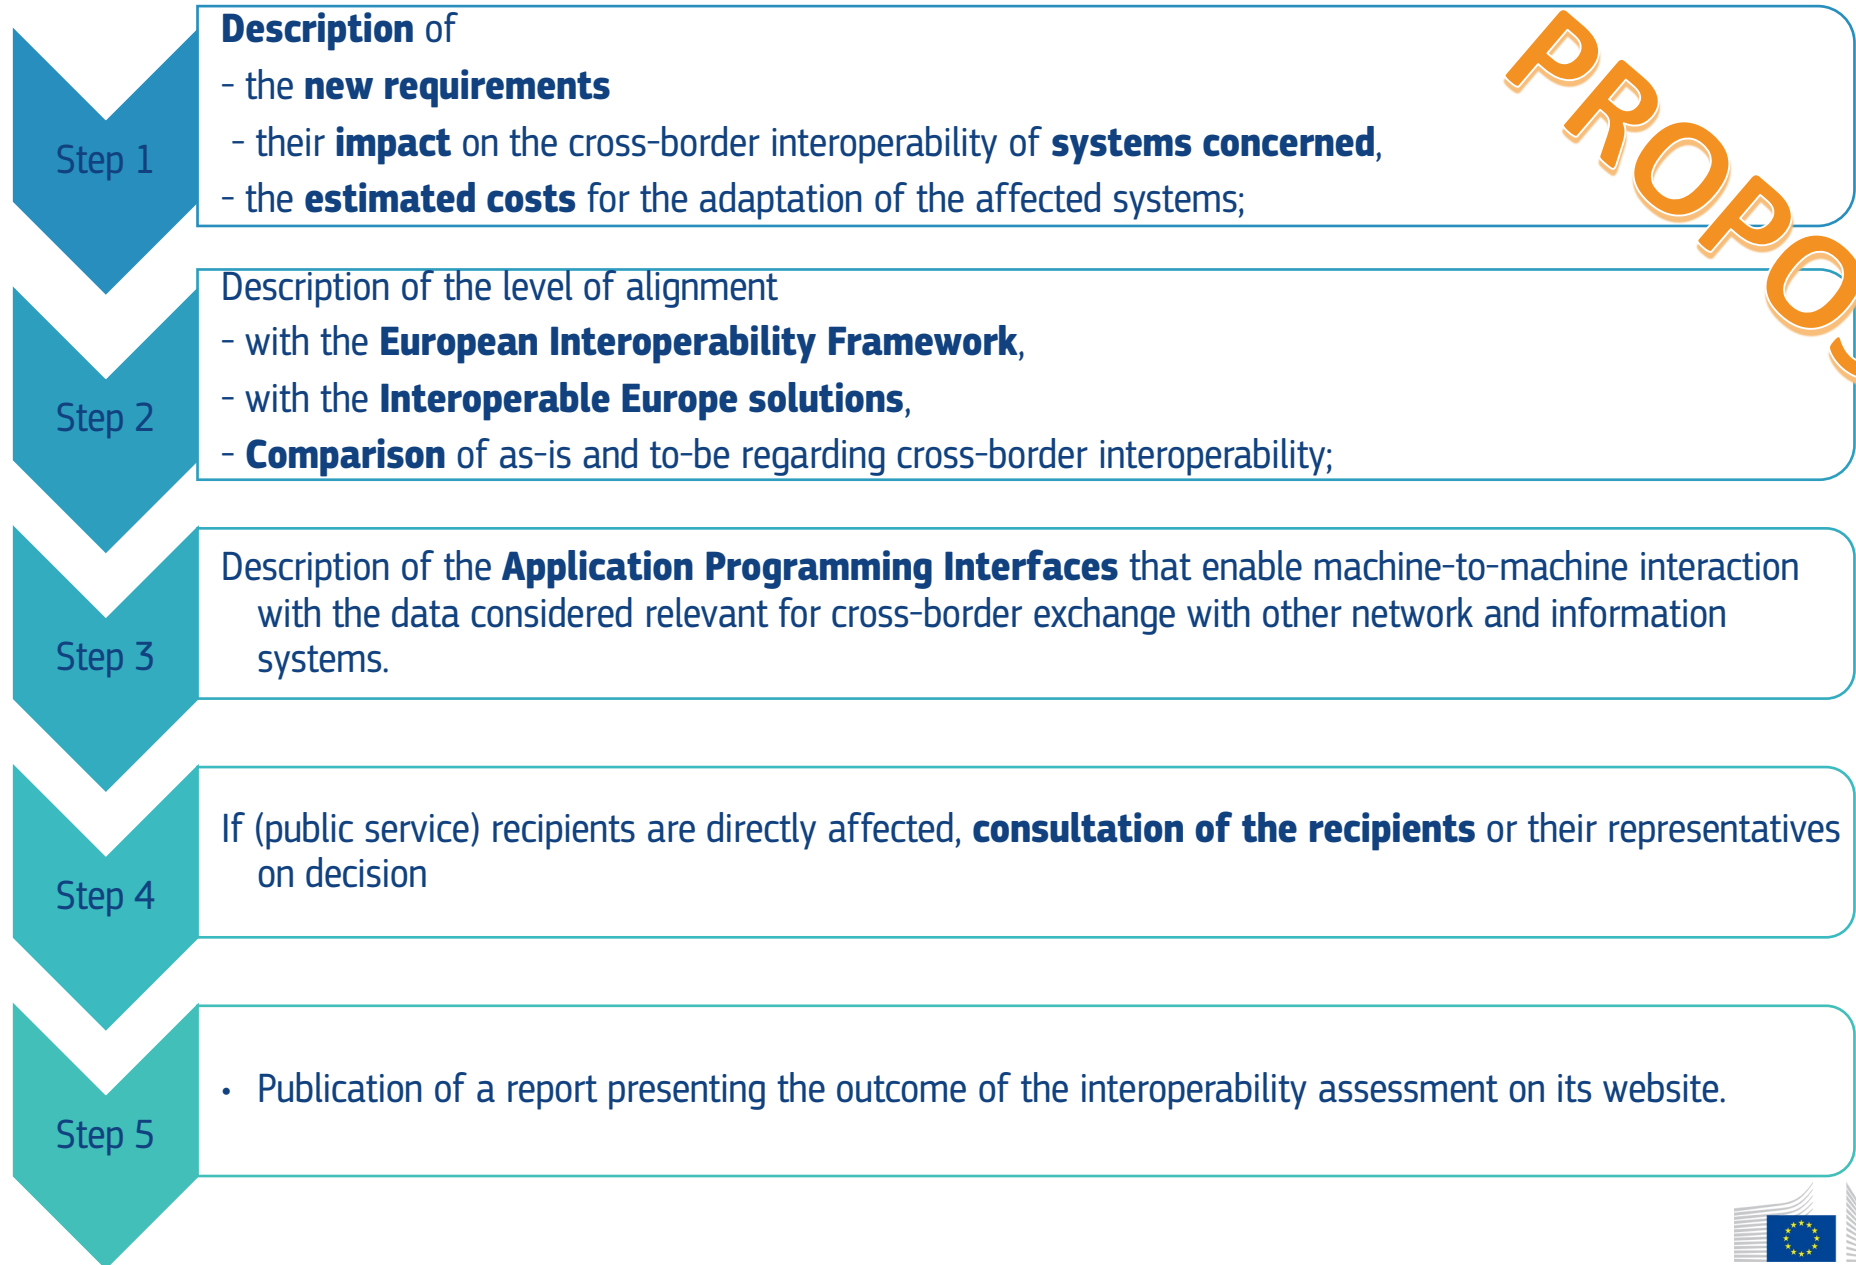 Step 1
Description of
- the new requirements
- their impact on the cross-border interoperability of systems concerned,
- the estimated costs for the adaptation of the affected systems;
Step 2
Description of the level of alignment
- with the European Interoperability Framework,
- with the Interoperable Europe solutions,
- Comparison of as-is and to-be regarding cross-border interoperability;
Step 3
Description of the Application Programming Interfaces that enable machine-to-machine interaction
with the data considered relevant for cross-border exchange with other network and information
systems.
Step 4
If (public service) recipients are directly affected, consultation of the recipients or their representatives
on decision
Step 5
• Publication of a report presenting the outcome of the interoperability assessment on its website.